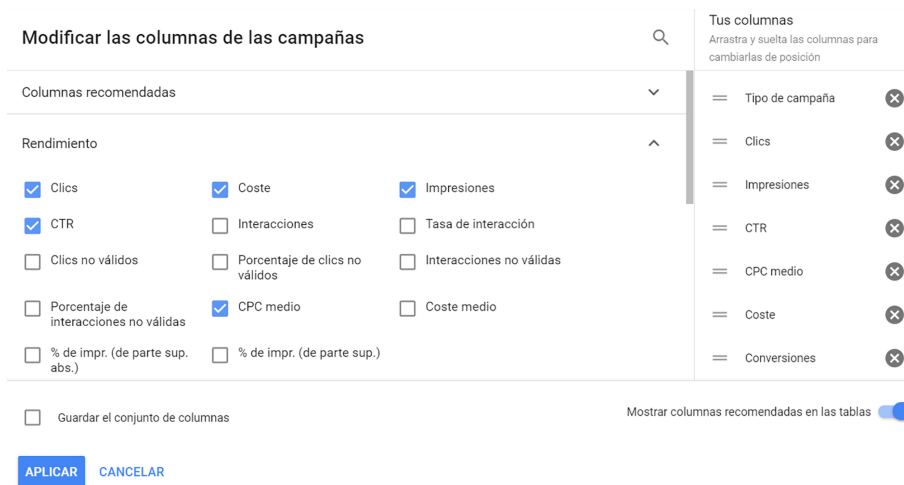 Modificar las columnas de las campañas
Columnas recomendadas
Rendimiento
Clics
Coste
Impresiones
CTR
Interacciones
Tasa de interacción
Clics no válidos
Porcentaje de clics no
válidos
Interacciones no válidas
Porcentaje de
interacciones no válidas
CPC medio
Coste medio
% de impr. (de parte sup.
abs.)
% de impr. (de parte sup.)
Tus columnas
Arrastra y suelta las columnas para
cambiarlas de posición
Tipo de campaña
Clics
Impresiones
CTR
CPC medio
Coste
Conversiones
Guardar el conjunto de columnas
Mostrar columnas recomendadas en las tablas
APLICAR
CANCELAR